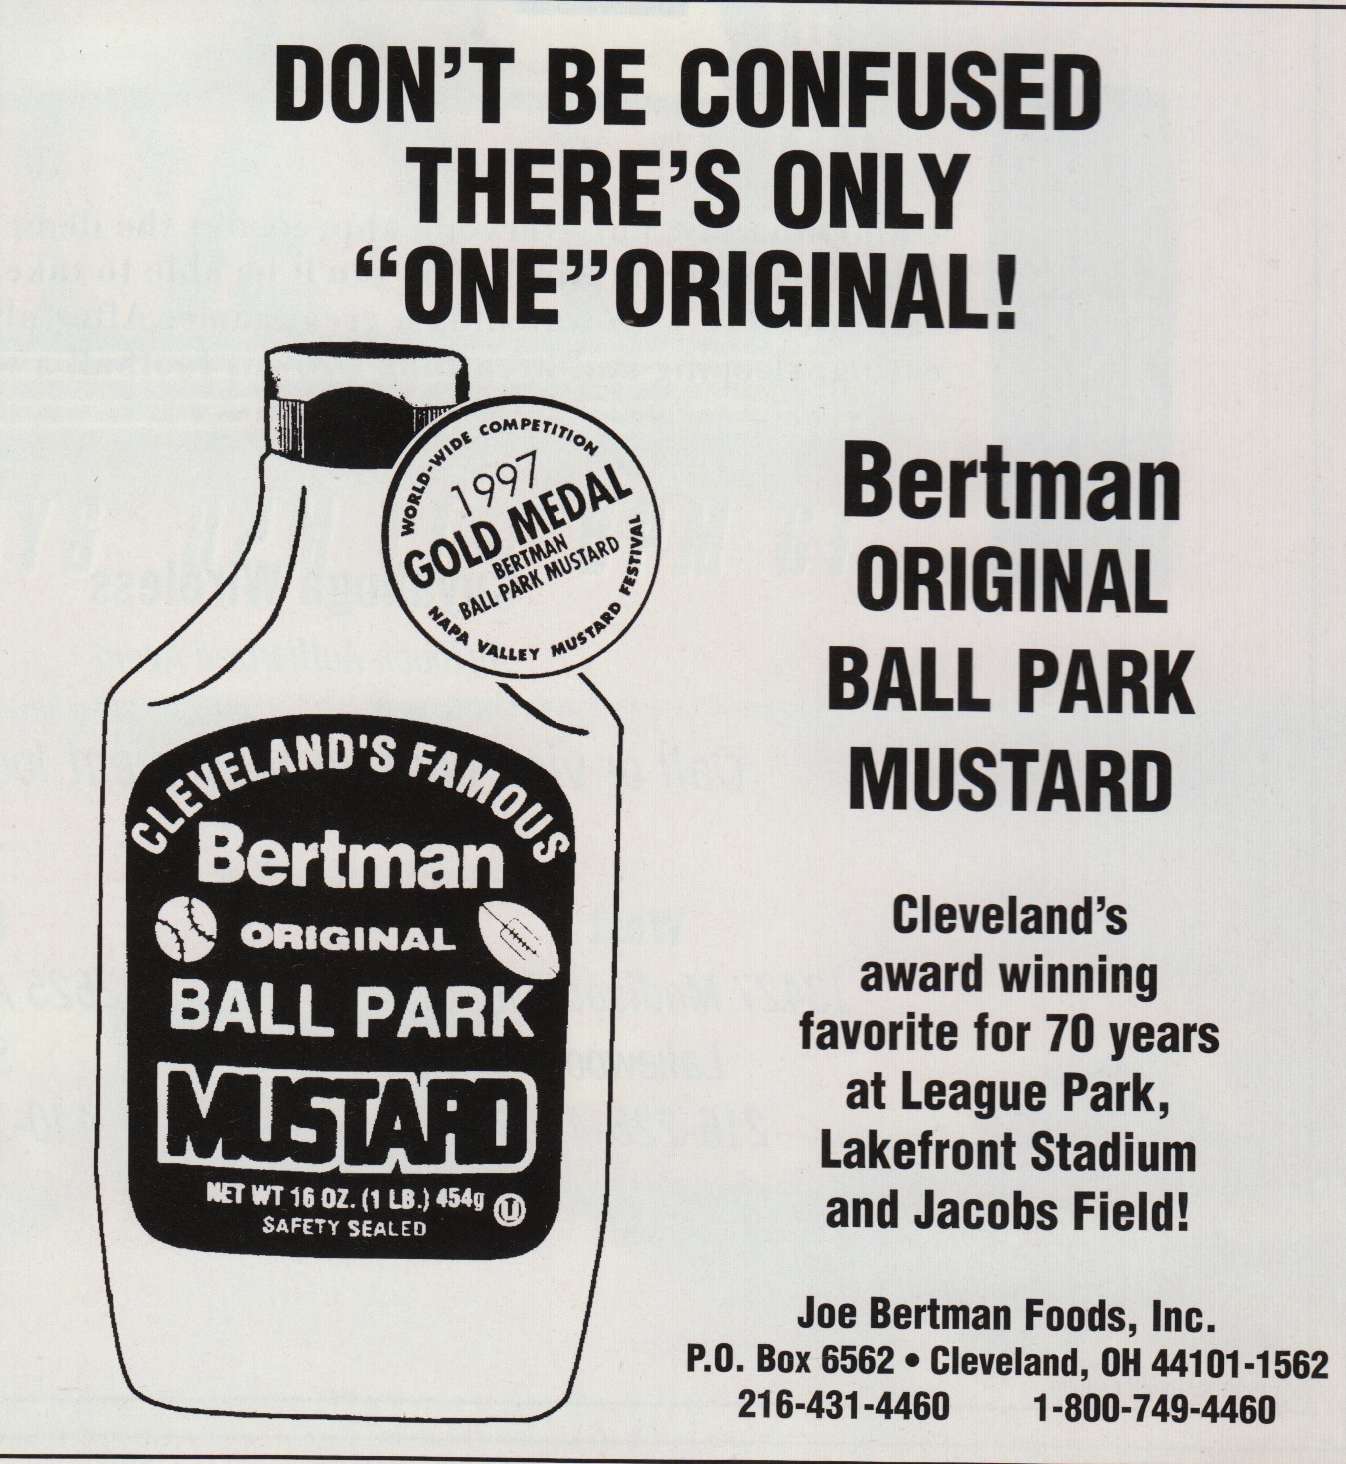 DON'T BE CONFUSED
THERE'S ONLY
“ONE”ORIGINAL!
WORLD-WIDE COMPETITION
1997
GOLD MEDAL
BERTMAN
BALL PARK MUSTARD
NAPA VALLEY MUSTARD FESTIVAL
CLEVELAND'S FAMOUS
Bertman
ORIGINAL
BALL PARK
MUSTARD
NET WT 16 OZ. (1 LB.) 454g U
SAFETY SEALED
Bertman
ORIGINAL
BALL PARK
MUSTARD
Cleveland's
award winning
favorite for 70 years
at League Park,
Lakefront Stadium
and Jacobs Field!
Joe Bertman Foods, Inc.
P.O. Box 6562 • Cleveland, OH 44101-1562
216-431-4460 1-800-749-4460